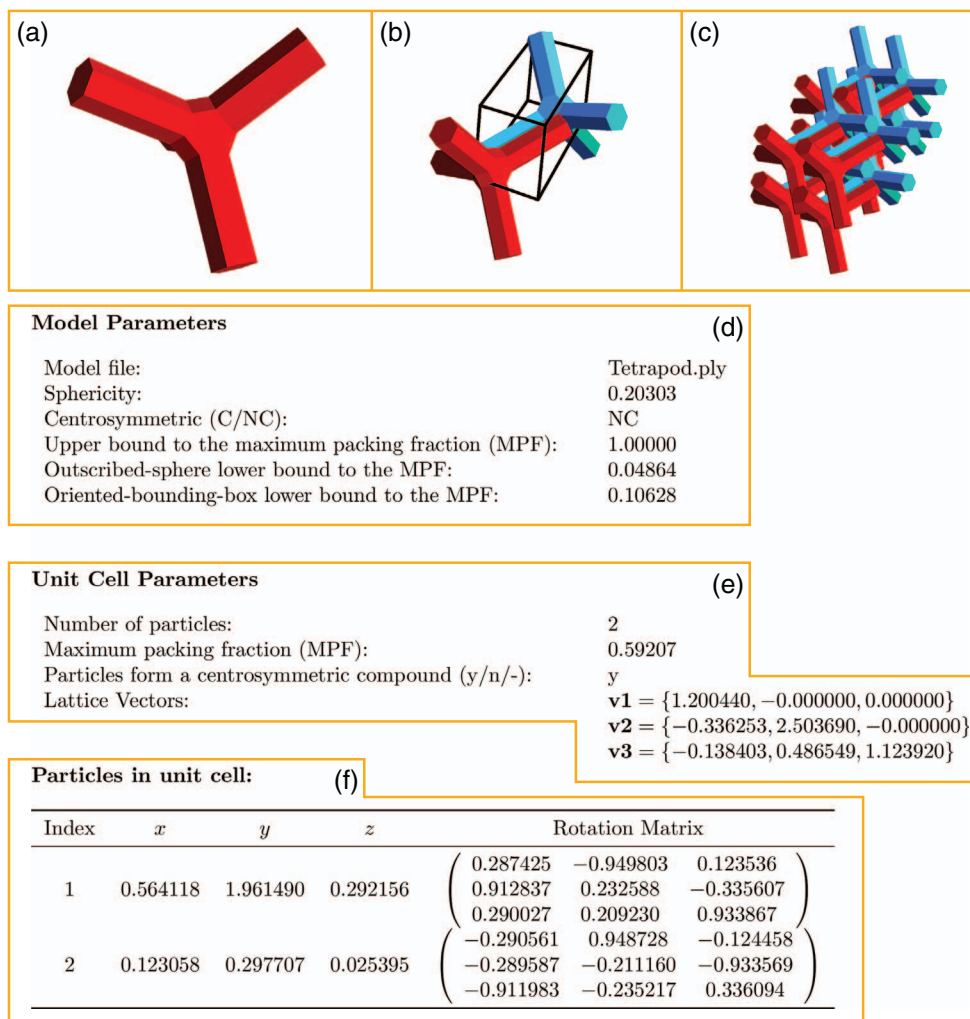 (a) (b) (c)
Model Parameters (d)
Model file: Tetrapod.ply
Sphericity: 0.20303
Centrosymmetric (C/NC): NC
Upper bound to the maximum packing fraction (MPF): 1.00000
Outscribed-sphere lower bound to the MPF: 0.04864
Oriented-bounding-box lower bound to the MPF: 0.10628
Unit Cell Parameters (e)
Number of particles: 2
Maximum packing fraction (MPF): 0.59207
Particles form a centrosymmetric compound (y/n/-): y
Lattice Vectors: v1 = {1.200440, −0.000000, 0.000000}
v2 = {−0.336253, 2.503690, −0.000000}
v3 = {−0.138403, 0.486549, 1.123920}
Particles in unit cell: (f)
Index x y z Rotation Matrix
0.287425 −0.949803 0.123536
1 0.564118 1.961490 0.292156 0.912837 0.232588 −0.335607
0.290027 0.209230 0.933867
−0.290561 0.948728 −0.124458
2 0.123058 0.297707 0.025395 −0.289587 −0.211160 −0.933569
−0.911983 −0.235217 0.336094